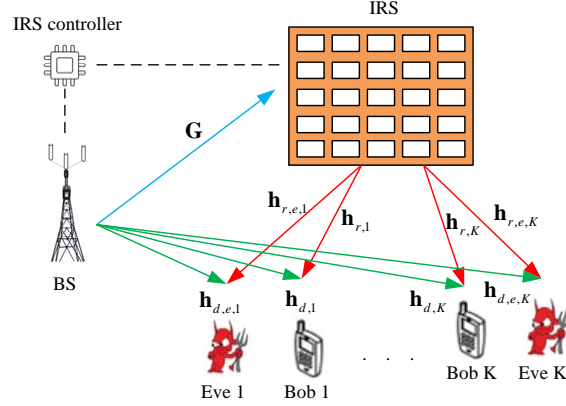 IRS
IRS controller
G
h_{r,e,1}
h_{r,1}
h_{r,K}
h_{r,e,K}
BS
h_{d,e,1}
h_{d,1}
h_{d,K}
h_{d,e,K}
. . .
Eve 1
Bob 1
Bob K
Eve K